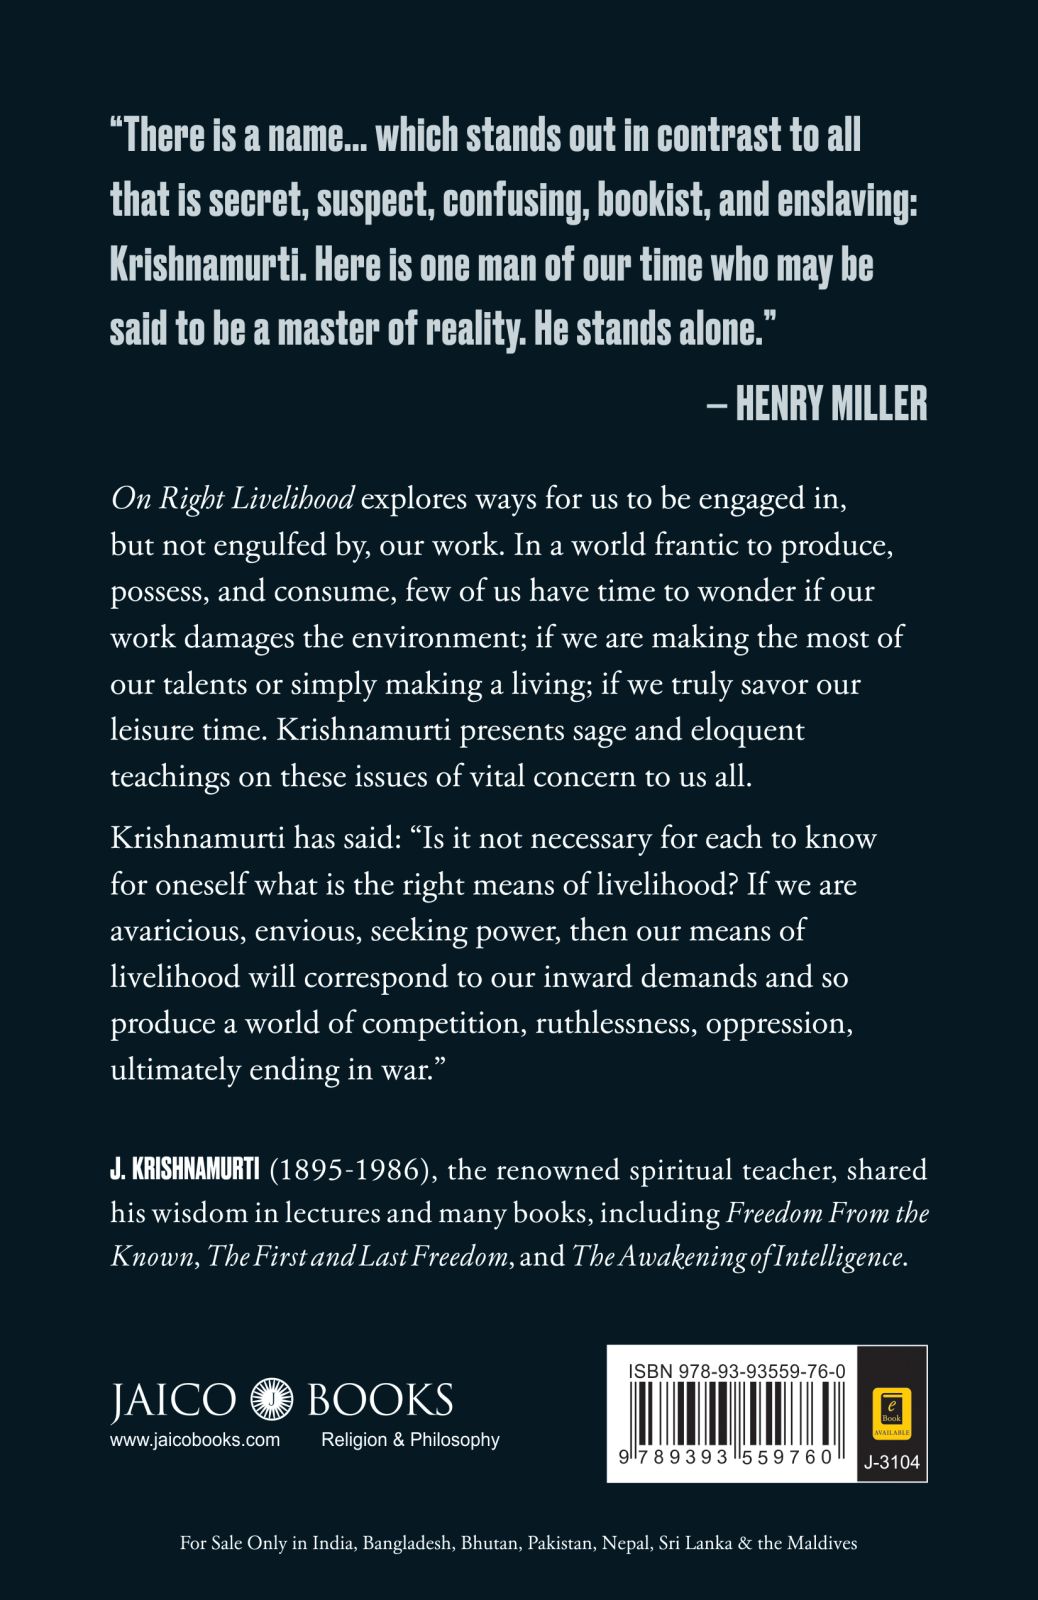 “There is a name... which stands out in contrast to all
that is secret, suspect, confusing, bookist, and enslaving:
Krishnamurti. Here is one man of our time who may be
said to be a master of reality. He stands alone.”
– HENRY MILLER
On Right Livelihood explores ways for us to be engaged in,
but not engulfed by, our work. In a world frantic to produce,
possess, and consume, few of us have time to wonder if our
work damages the environment; if we are making the most of
our talents or simply making a living; if we truly savor our
leisure time. Krishnamurti presents sage and eloquent
teachings on these issues of vital concern to us all.
Krishnamurti has said: “Is it not necessary for each to know
for oneself what is the right means of livelihood? If we are
avaricious, envious, seeking power, then our means of
livelihood will correspond to our inward demands and so
produce a world of competition, ruthlessness, oppression,
ultimately ending in war.”
J. KRISHNAMURTI (1895-1986), the renowned spiritual teacher, shared
his wisdom in lectures and many books, including Freedom From the
Known, The First and Last Freedom, and The Awakening of Intelligence.
JAICO J BOOKS
www.jaicobooks.com Religion & Philosophy
ISBN 978-93-93559-76-0
9 789393 559760
e
Book
AVAILABLE
J-3104
For Sale Only in India, Bangladesh, Bhutan, Pakistan, Nepal, Sri Lanka & the Maldives